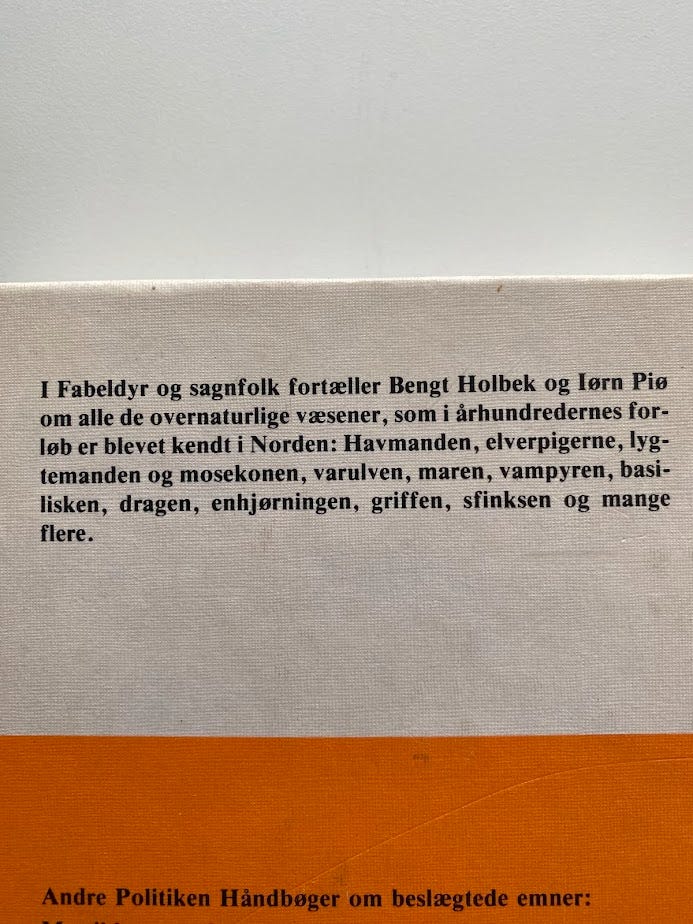 I Fabeldyr og sagnfolk fortæller Bengt Holbek og Iørn Piø
om alle de overnaturlige væsener, som i århundredernes for-
løb er blevet kendt i Norden: Havmanden, elverpigerne, lyg-
temanden og mosekonen, varulven, maren, vampyren, basi-
lisken, dragen, enhjørningen, griffen, sfinksen og mange
flere.
Andre Politiken Håndbøger om beslægtede emner: